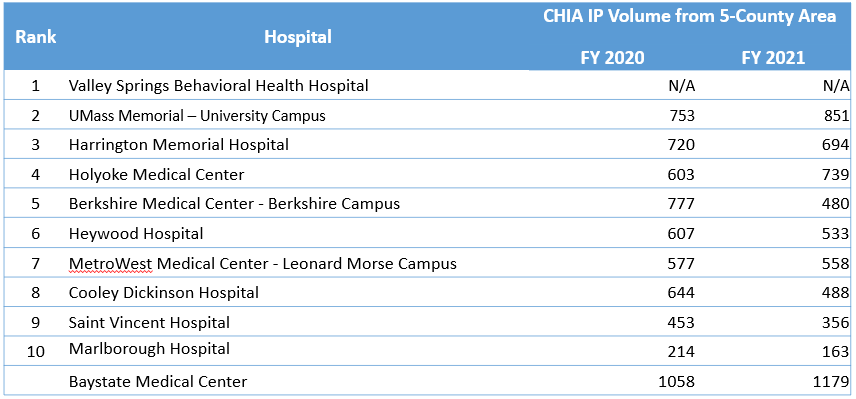 CHIA IP Volume from 5-County Area
Rank Hospital
FY 2020 FY 2021
1 Valley Springs Behavioral Health Hospital N/A N/A
2 UMass Memorial – University Campus 753 851
3 Harrington Memorial Hospital 720 694
4 Holyoke Medical Center 603 739
5 Berkshire Medical Center - Berkshire Campus 777 480
6 Heywood Hospital 607 533
7 MetroWest Medical Center - Leonard Morse Campus 577 558
8 Cooley Dickinson Hospital 644 488
9 Saint Vincent Hospital 453 356
10 Marlborough Hospital 214 163
Baystate Medical Center 1058 1179